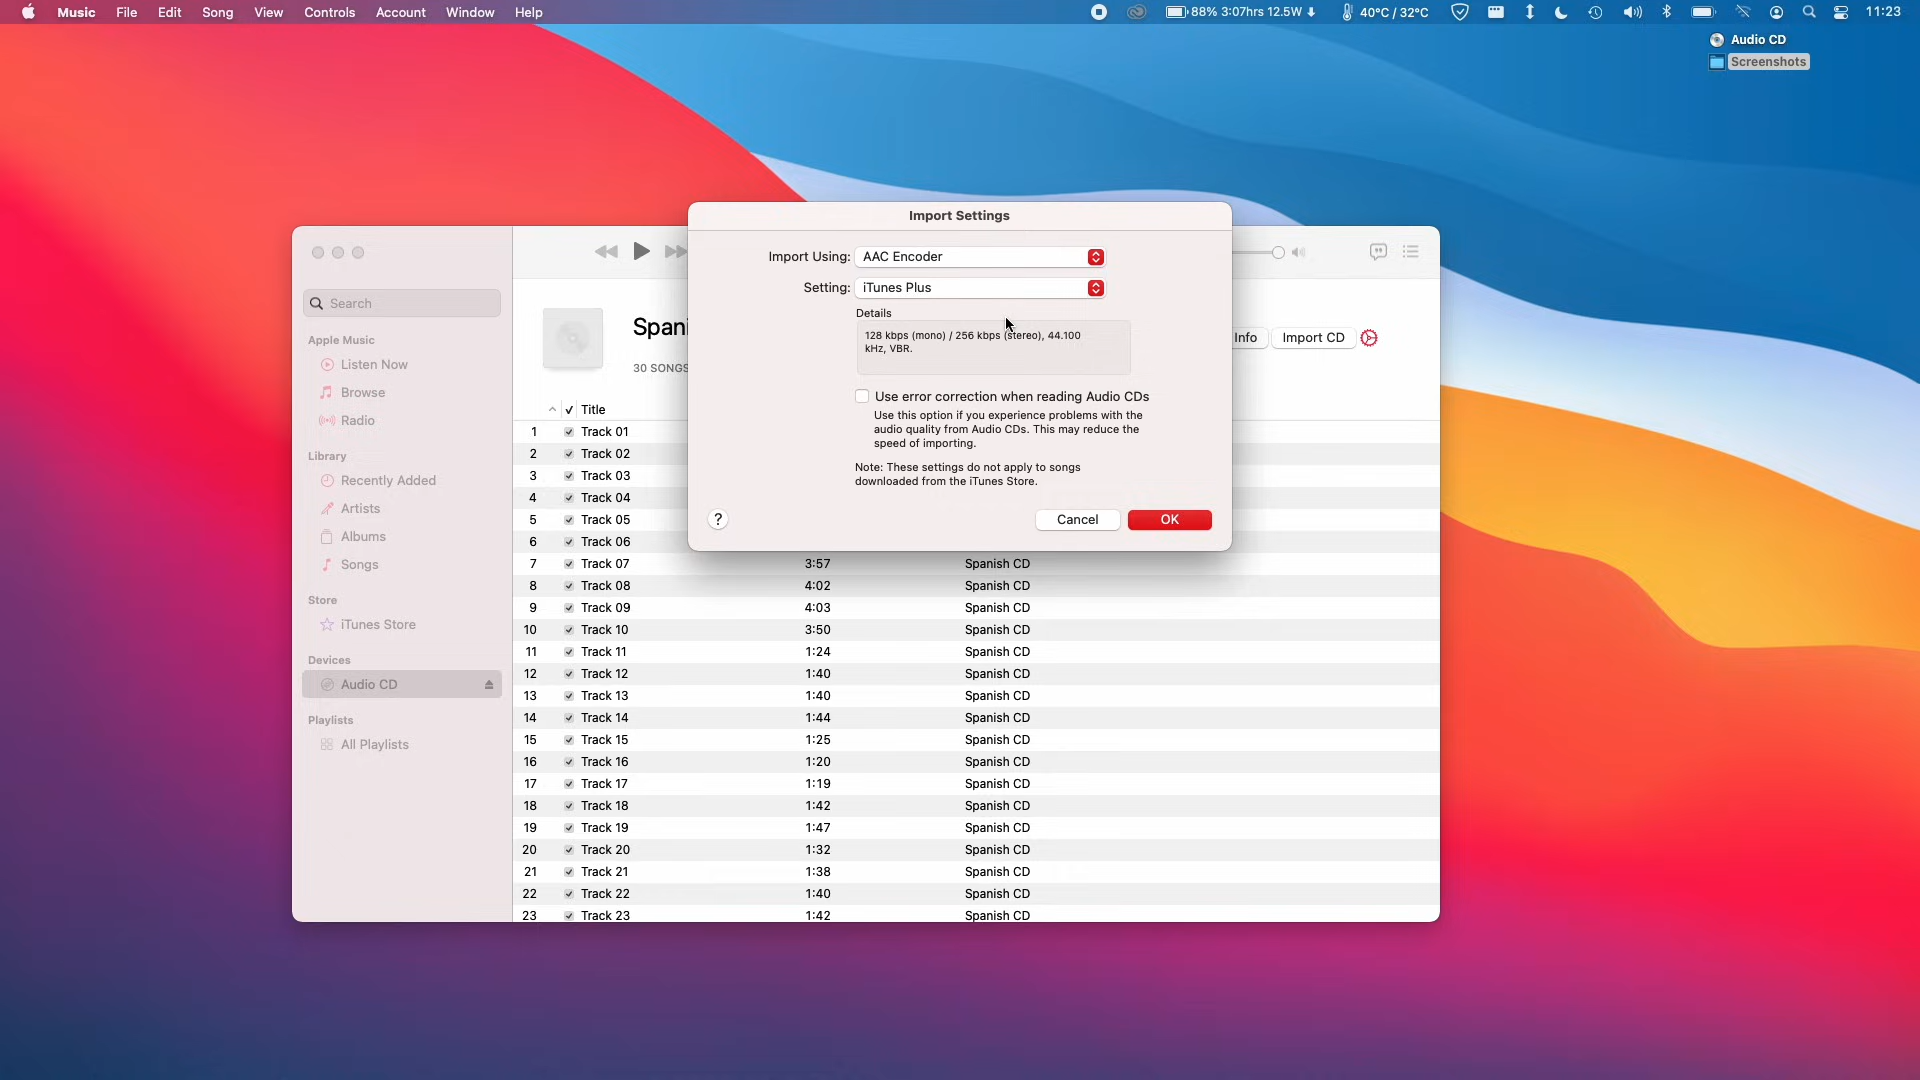 Music File Edit Song View Controls Account Window Help 88% 3:07hrs 12.5W 40°C / 32°C 11:23
Audio CD
Screenshots
Import Settings
Import Using: AAC Encoder
Setting: iTunes Plus
Details
128 kbps (mono) / 256 kbps (stereo), 44.100
kHz, VBR.
Use error correction when reading Audio CDs
Use this option if you experience problems with the
audio quality from Audio CDs. This may reduce the
speed of importing.
Note: These settings do not apply to songs
downloaded from the iTunes Store.
? Cancel OK
Search
Apple Music
Listen Now
Browse
Radio
Library
Recently Added
Artists
Albums
Songs
Store
iTunes Store
Devices
Audio CD
Playlists
All Playlists
Spani
30 SONGS
Info Import CD
Title
1 Track 01
2 Track 02
3 Track 03
4 Track 04
5 Track 05
6 Track 06
7 Track 07 3:57 Spanish CD
8 Track 08 4:02 Spanish CD
9 Track 09 4:03 Spanish CD
10 Track 10 3:50 Spanish CD
11 Track 11 1:24 Spanish CD
12 Track 12 1:40 Spanish CD
13 Track 13 1:40 Spanish CD
14 Track 14 1:44 Spanish CD
15 Track 15 1:25 Spanish CD
16 Track 16 1:20 Spanish CD
17 Track 17 1:19 Spanish CD
18 Track 18 1:42 Spanish CD
19 Track 19 1:47 Spanish CD
20 Track 20 1:32 Spanish CD
21 Track 21 1:38 Spanish CD
22 Track 22 1:40 Spanish CD
23 Track 23 1:42 Spanish CD